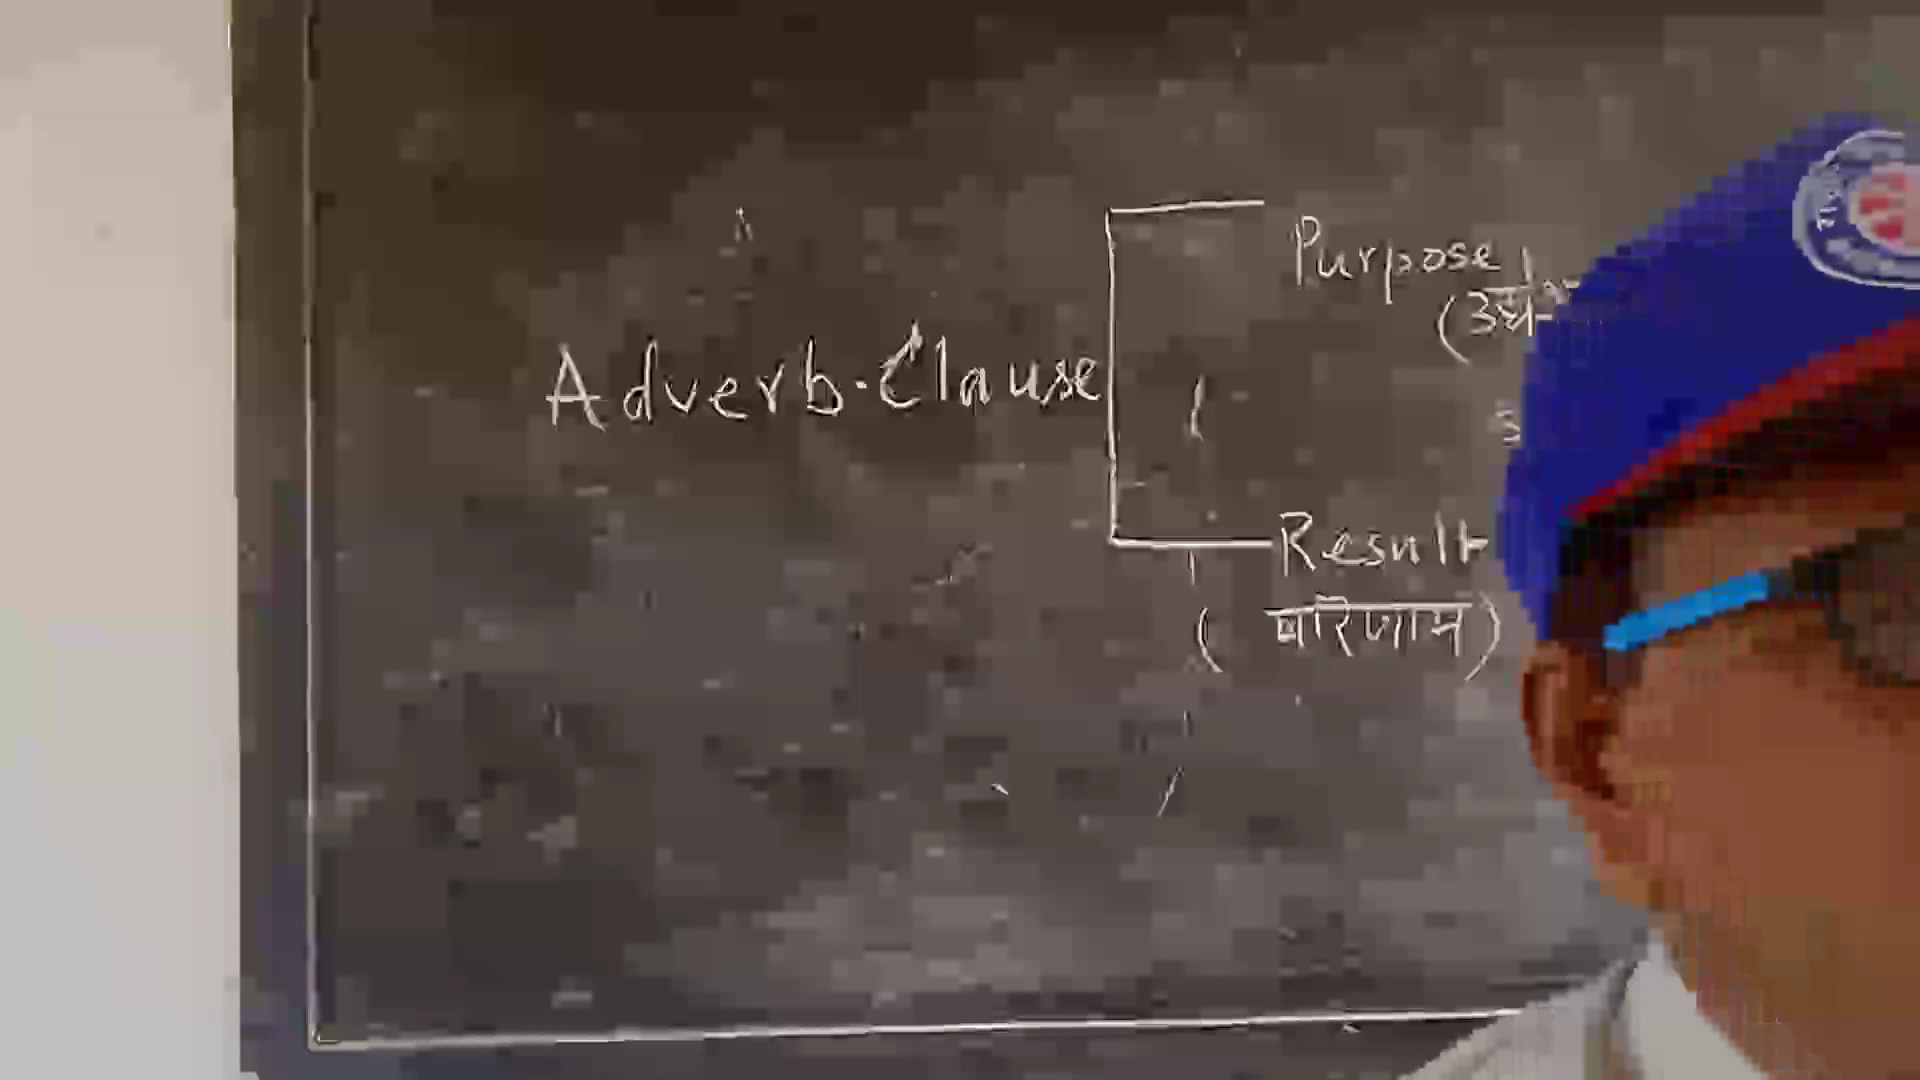 Purpose
Adverb. Clause
Result
(परिणाम)